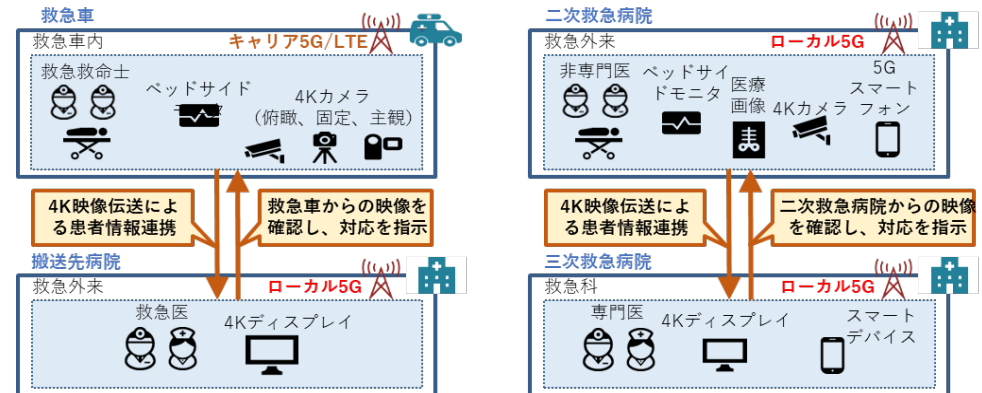 救急車
救急車内
キャリア5G/LTE
救急救命士
ベッドサイド
4Kカメラ
（俯瞰、固定、主観）
4K映像伝送によ
る患者情報連携
救急車からの映像を
確認し、対応を指示
搬送先病院
救急外来
ローカル5G
救急医
4Kディスプレイ
二次救急病院
救急外来
ローカル5G
非専門医
ベッドサイ
ドモニタ
医療
画像
4Kカメラ
5G
スマート
フォン
4K映像伝送によ
る患者情報連携
二次救急病院からの映像
を確認し、対応を指示
三次救急病院
救急科
ローカル5G
専門医
4Kディスプレイ
スマート
デバイス